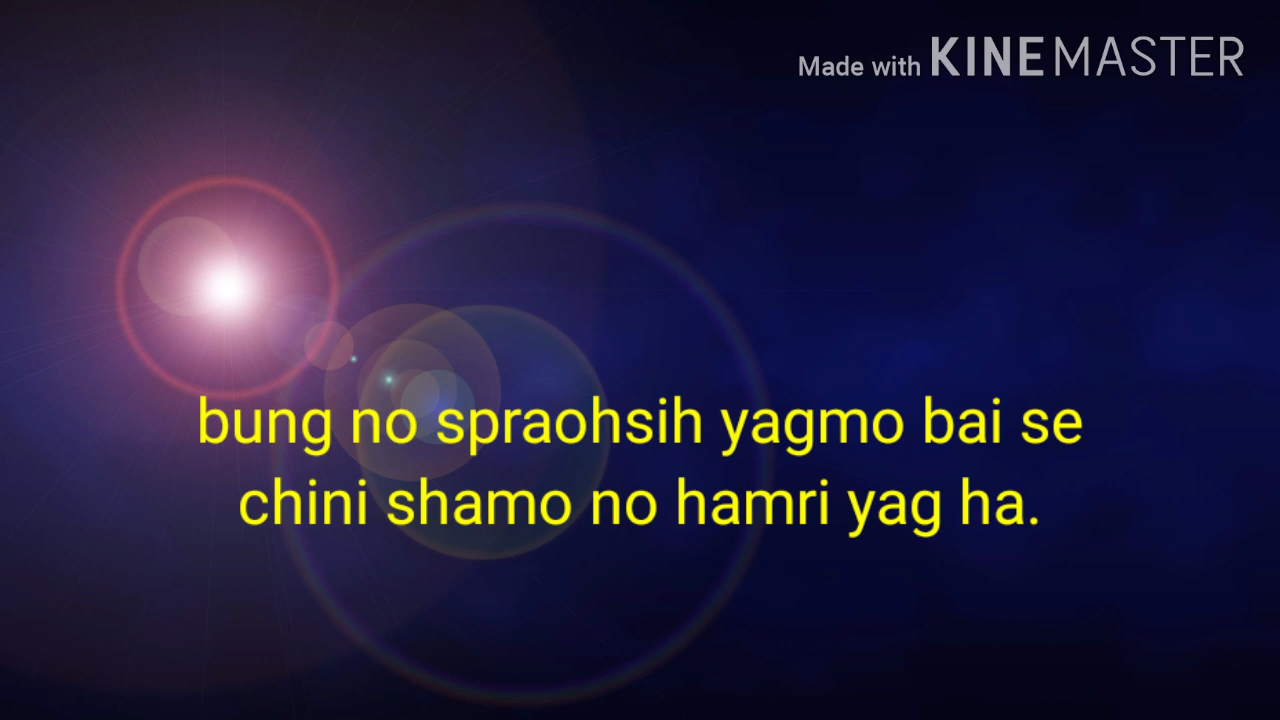 Made with KINEMASTER
bung no spraohsih yagmo bai se
chini shamo no hamri yag ha.